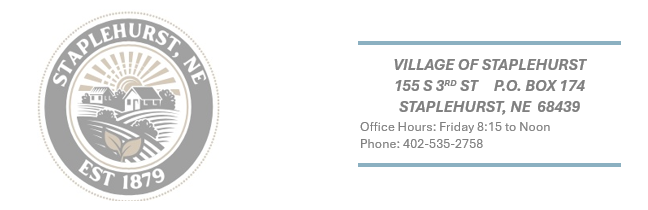 STAPLEHURST, NE
EST 1879
VILLAGE OF STAPLEHURST
155 S 3RD ST P.O. BOX 174
STAPLEHURST, NE 68439
Office Hours: Friday 8:15 to Noon
Phone: 402-535-2758